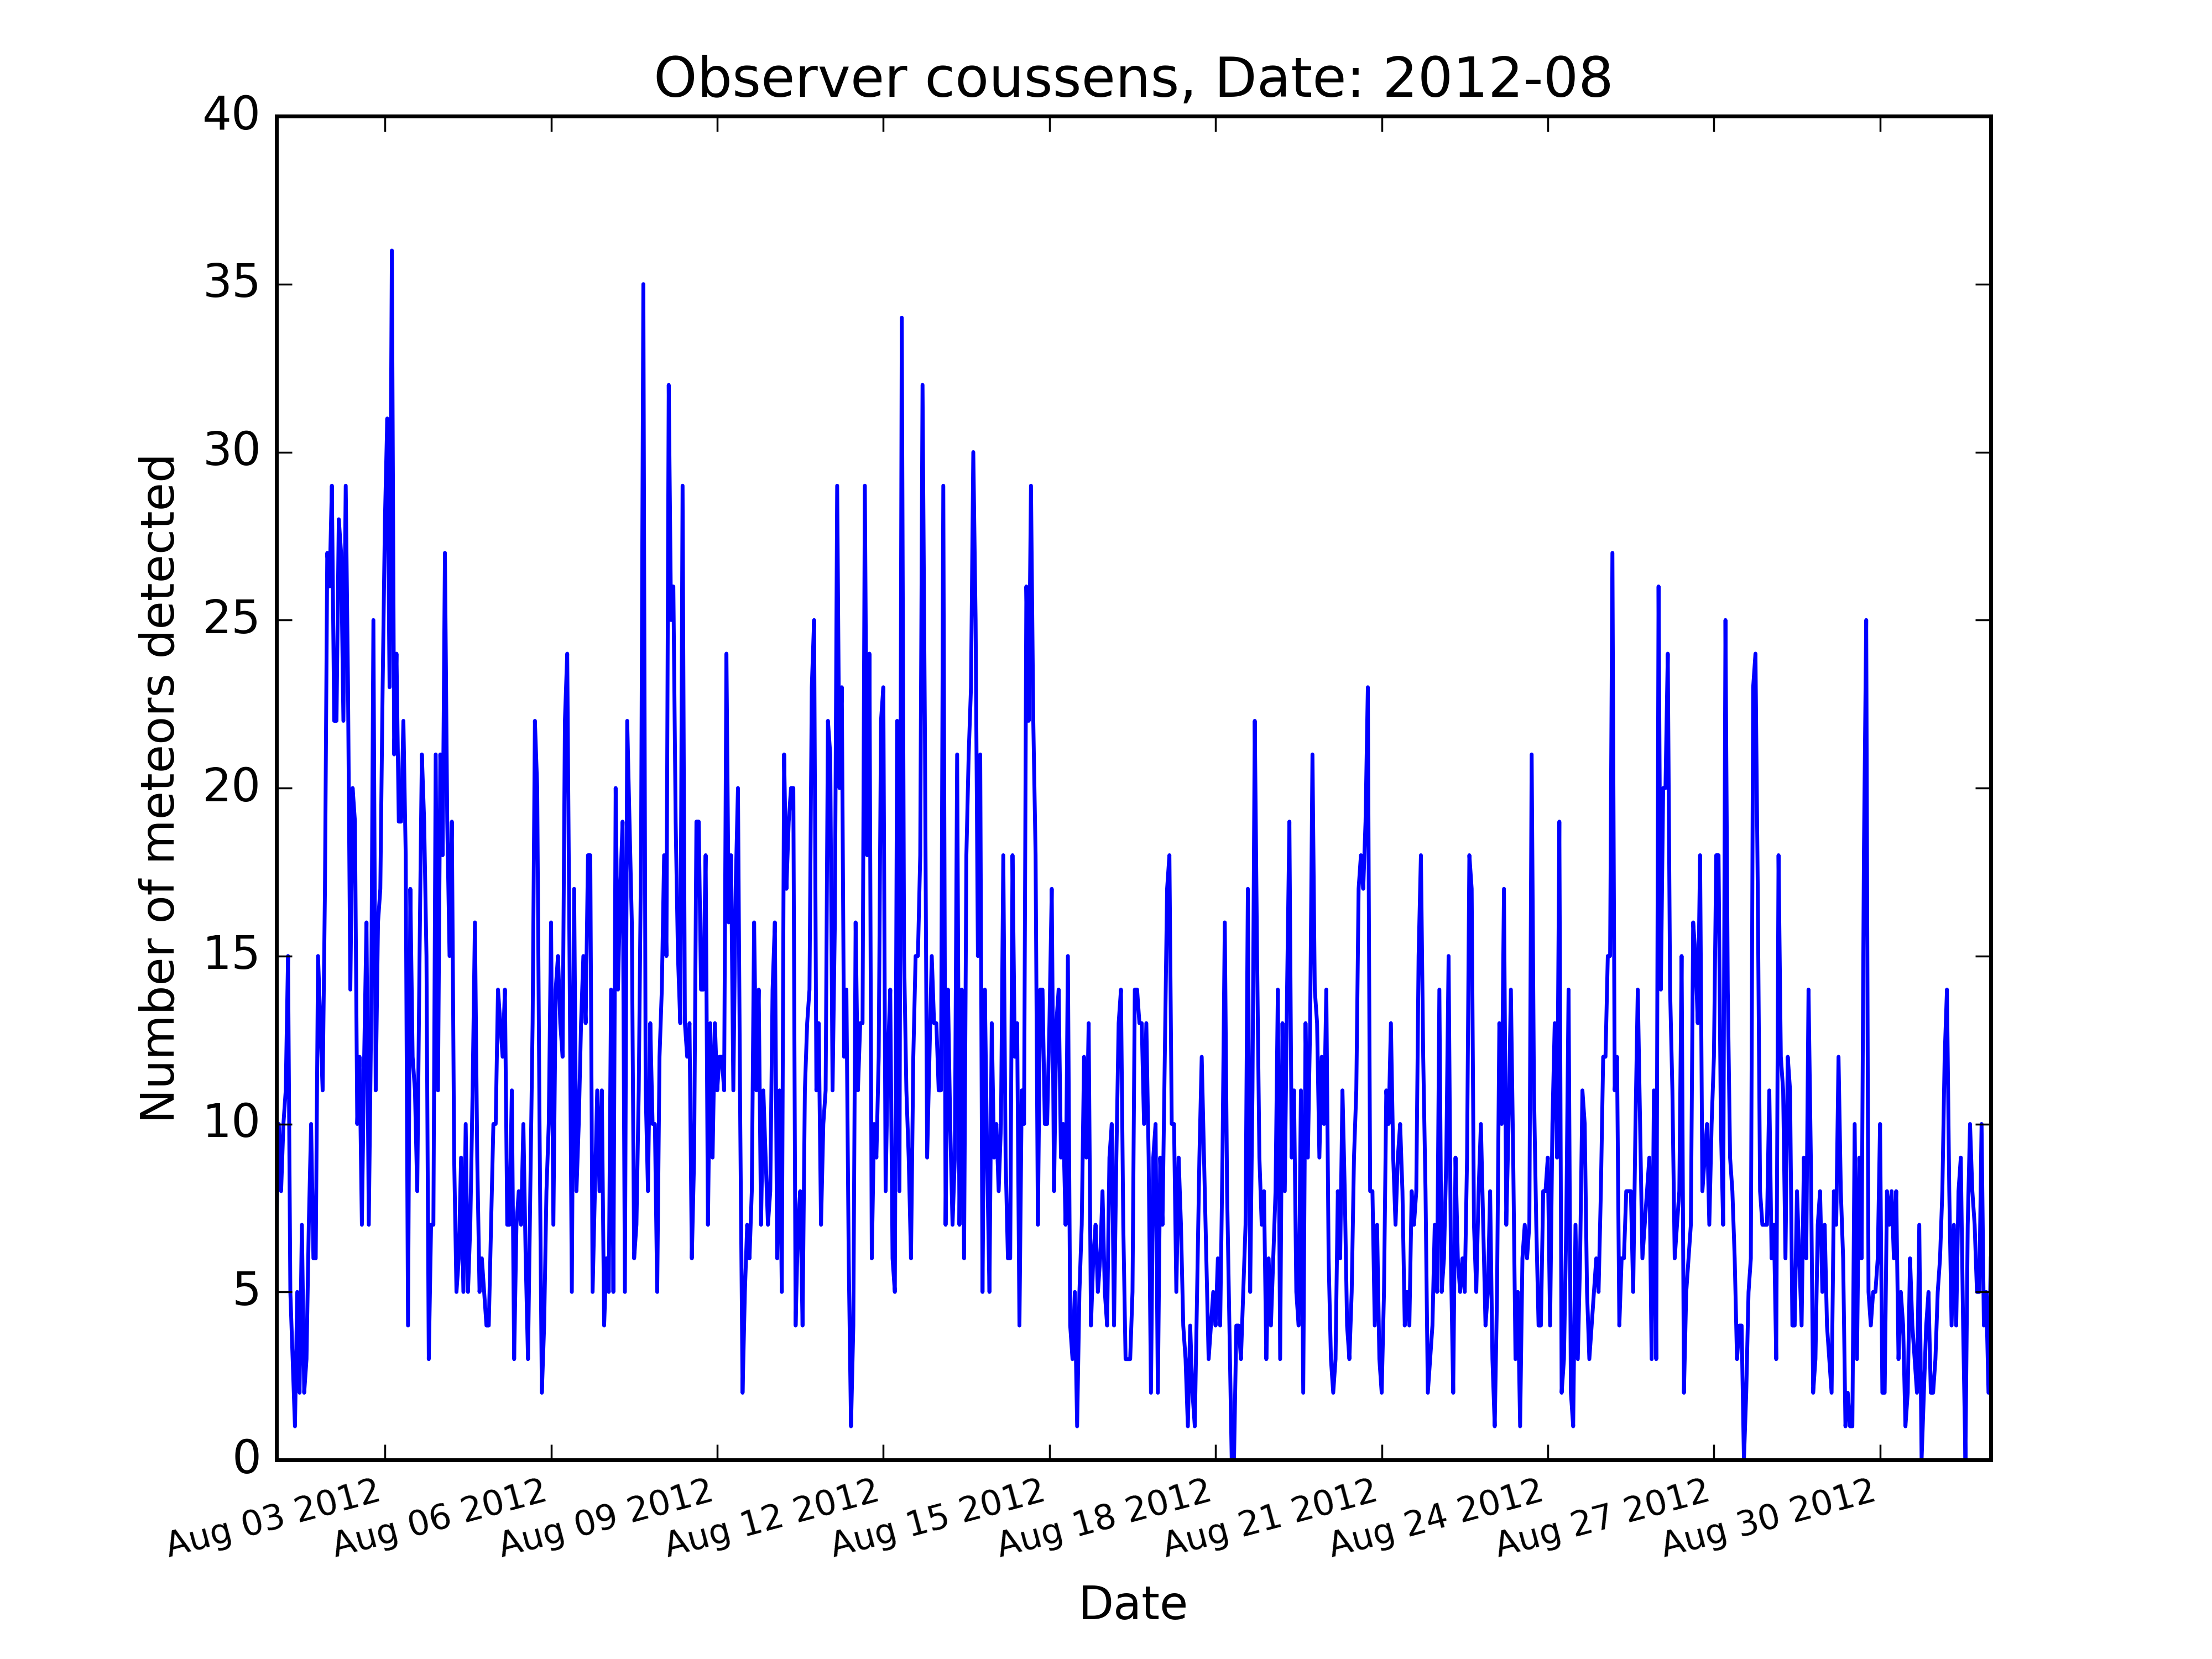 Observer coussens, Date: 2012-08
Number of meteors detected
40
35
30
25
20
15
10
5
0
Aug 03 2012
Aug 06 2012
Aug 09 2012
Aug 12 2012
Aug 15 2012
Aug 18 2012
Aug 21 2012
Aug 24 2012
Aug 27 2012
Aug 30 2012
Date